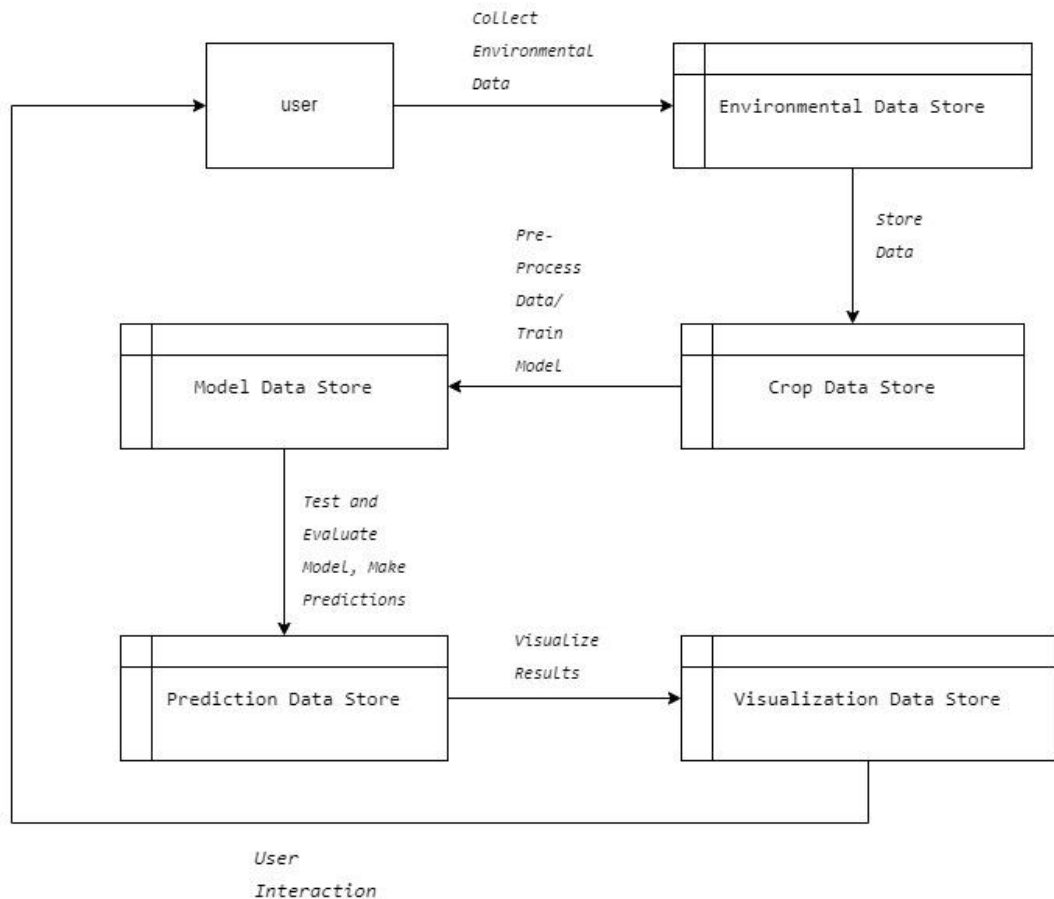 Collect
Environmental
Data
user
Environmental Data Store
Store
Data
Pre-
Process
Data/
Train
Model
Model Data Store
Crop Data Store
Test and
Evaluate
Model, Make
Predictions
Visualize
Results
Prediction Data Store
Visualization Data Store
User
Interaction